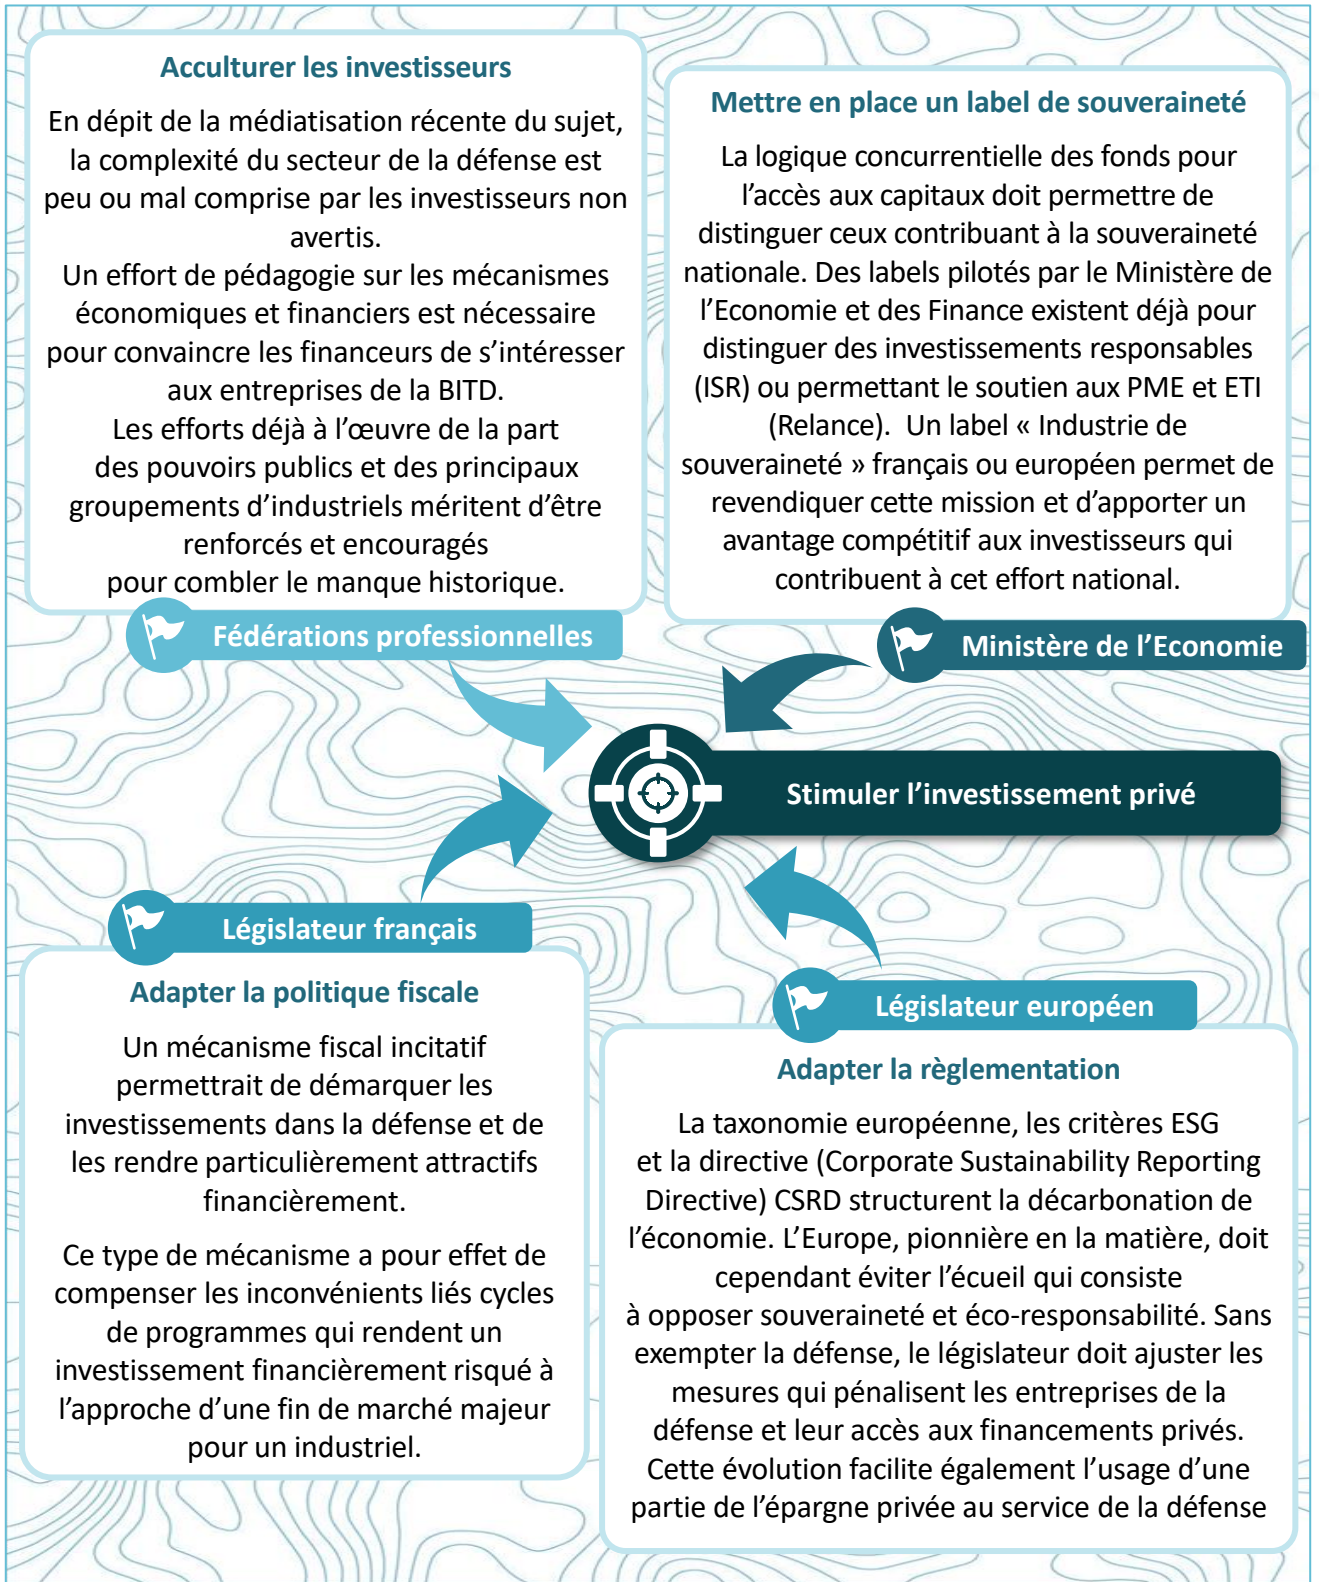 Acculturer les investisseurs
En dépit de la médiatisation récente du sujet,
la complexité du secteur de la défense est
peu ou mal comprise par les investisseurs non
avertis.
Un effort de pédagogie sur les mécanismes
économiques et financiers est nécessaire
pour convaincre les financeurs de s’intéresser
aux entreprises de la BITD.
Les efforts déjà à l’œuvre de la part
des pouvoirs publics et des principaux
groupements d’industriels méritent d’être
renforcés et encouragés
pour combler le manque historique.
Fédérations professionnelles
Mettre en place un label de souveraineté
La logique concurrentielle des fonds pour
l’accès aux capitaux doit permettre de
distinguer ceux contribuant à la souveraineté
nationale. Des labels pilotés par le Ministère de
l’Economie et des Finance existent déjà pour
distinguer des investissements responsables
(ISR) ou permettant le soutien aux PME et ETI
(Relance).  Un label « Industrie de
souveraineté » français ou européen permet de
revendiquer cette mission et d’apporter un
avantage compétitif aux investisseurs qui
contribuent à cet effort national.
Ministère de l’Economie
Stimuler l’investissement privé
Législateur français
Adapter la politique fiscale
Un mécanisme fiscal incitatif
permettrait de démarquer les
investissements dans la défense et de
les rendre particulièrement attractifs
financièrement.
Ce type de mécanisme a pour effet de
compenser les inconvénients liés cycles
de programmes qui rendent un
investissement financièrement risqué à
l’approche d’une fin de marché majeur
pour un industriel.
Législateur européen
Adapter la règlementation
La taxonomie européenne, les critères ESG
et la directive (Corporate Sustainability Reporting
Directive) CSRD structurent la décarbonation de
l’économie. L’Europe, pionnière en la matière, doit
cependant éviter l’écueil qui consiste
à opposer souveraineté et éco-responsabilité. Sans
exempter la défense, le législateur doit ajuster les
mesures qui pénalisent les entreprises de la
défense et leur accès aux financements privés.
Cette évolution facilite également l’usage d’une
partie de l’épargne privée au service de la défense